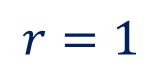 r = 1